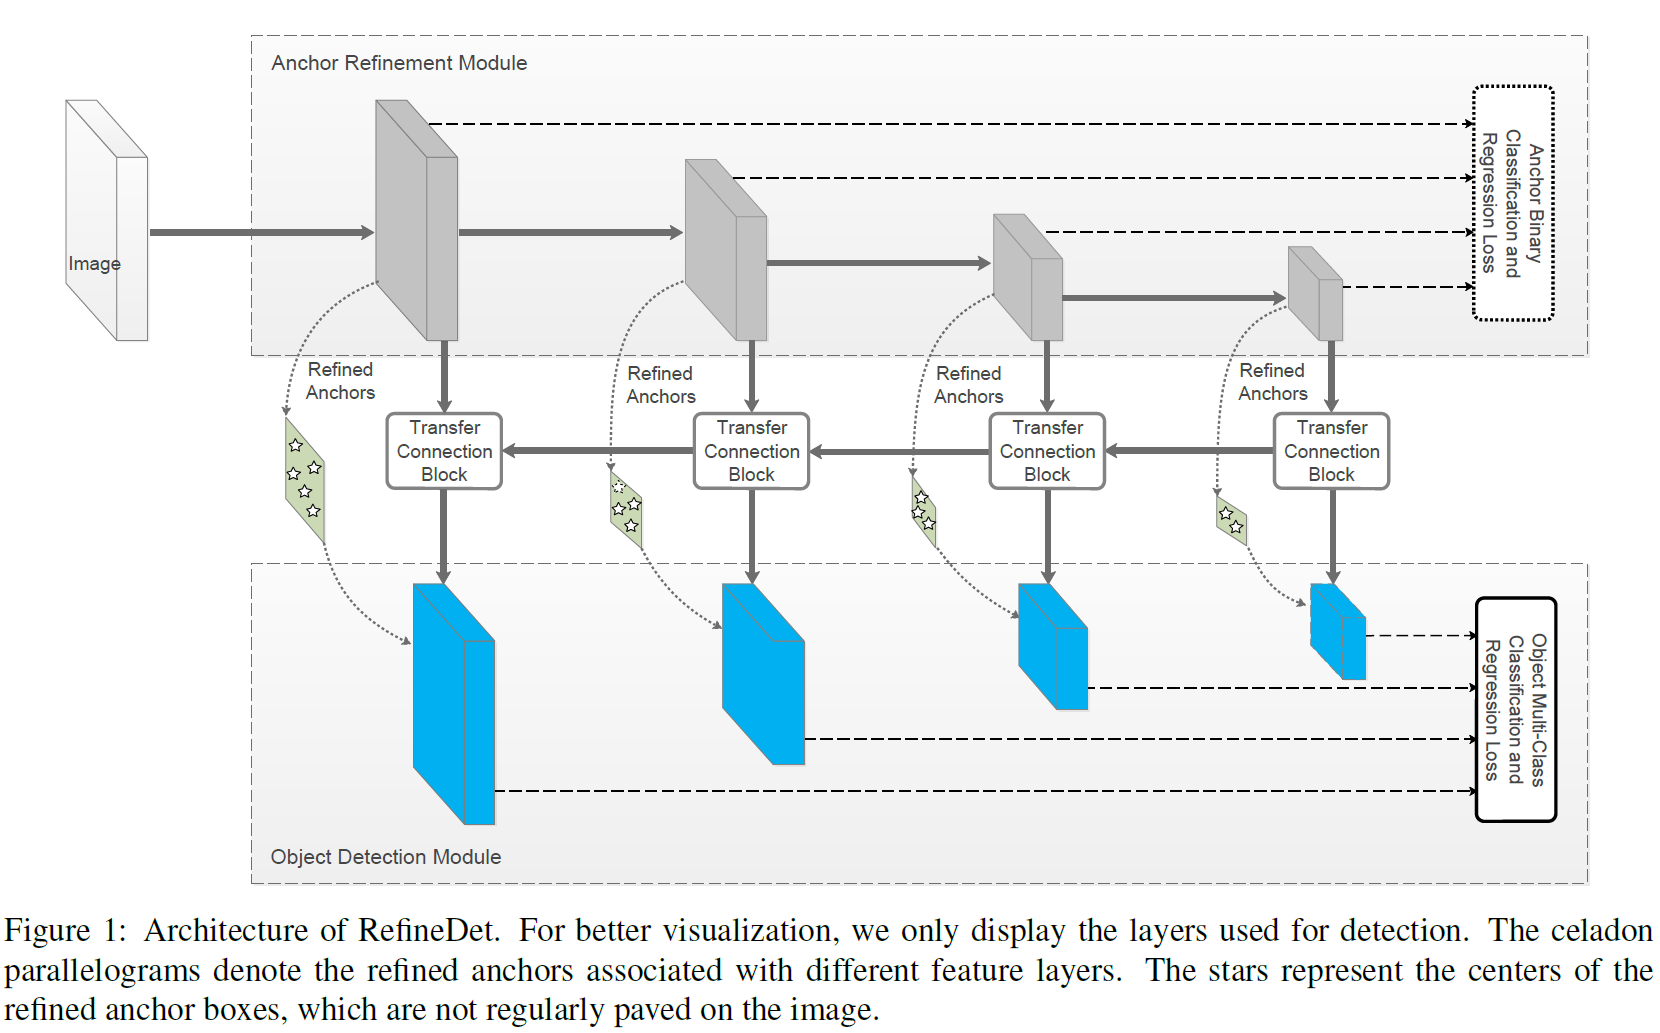 Anchor Refinement Module
Image
Anchor Binary
Classification and
Regression Loss
Refined
Anchors
Refined
Anchors
Refined
Anchors
Refined
Anchors
Transfer
Connection
Block
Transfer
Connection
Block
Transfer
Connection
Block
Transfer
Connection
Block
Object Multi-Class
Classification and
Regression Loss
Object Detection Module
Figure 1: Architecture of RefineDet. For better visualization, we only display the layers used for detection. The celadon
parallelograms denote the refined anchors associated with different feature layers. The stars represent the centers of the
refined anchor boxes, which are not regularly paved on the image.